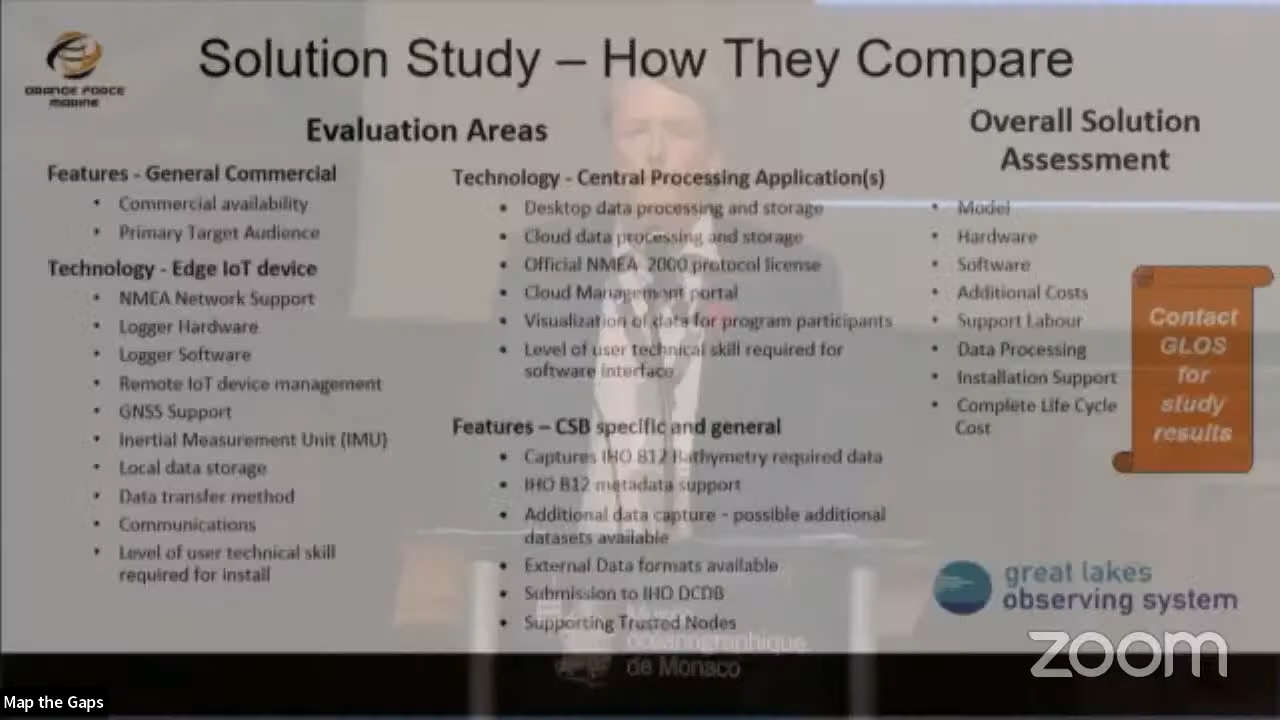 Solution Study – How They Compare
ORANGE FORCE
MARINE
Evaluation Areas
Features - General Commercial
• Commercial availability
• Primary Target Audience
Technology - Edge IoT device
• NMEA Network Support
• Logger Hardware
• Logger Software
• Remote IoT device management
• GNSS Support
• Inertial Measurement Unit (IMU)
• Local data storage
• Data transfer method
• Communications
• Level of user technical skill
required for install
Technology - Central Processing Application(s)
• Desktop data processing and storage
• Cloud data processing and storage
• Official NMEA 2000 protocol license
• Cloud Management portal
• Visualization of data for program participants
• Level of user technical skill required for
software interface
Features – CSB specific and general
• Captures IHO B12 Bathymetry required data
• IHO B12 metadata support
• Additional data capture - possible additional
datasets available
• External Data formats available
• Submission to IHO DCDB
• Supporting Trusted Nodes
Overall Solution
Assessment
• Model
• Hardware
• Software
• Additional Costs
• Support Labour
• Data Processing
• Installation Support
• Complete Life Cycle
Cost
Contact
GLOS
for
study
results
great lakes
observing system
océanographique
de Monaco
zoom
Map the Gaps